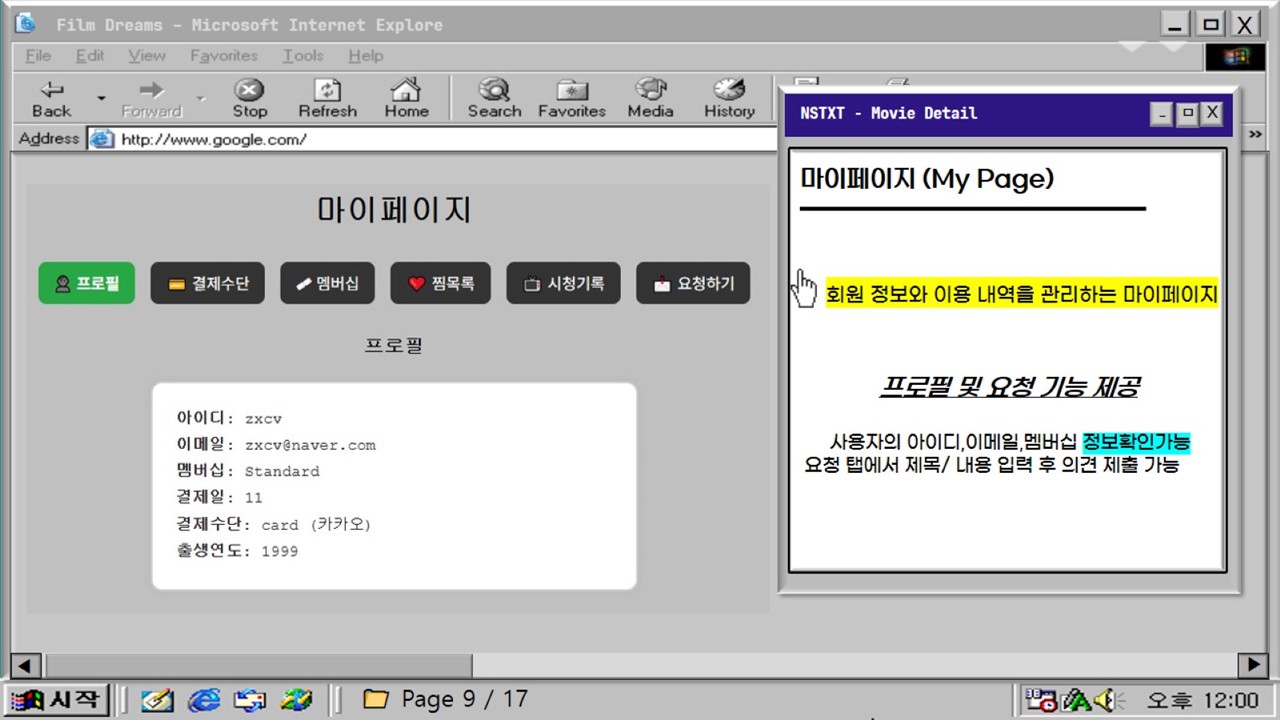 Film Dreams - Microsoft Internet Explore
File Edit View Favorites Tools Help
Back Forward Stop Refresh Home Search Favorites Media History
Address http://www.google.com/
마이페이지
프로필 결제수단 멤버십 찜목록 시청기록 요청하기
프로필
아이디: zxcv
이메일: zxcv@naver.com
멤버십: Standard
결제일: 11
결제수단: card (카카오)
출생연도: 1999
NSTXT - Movie Detail
마이페이지 (My Page)
회원 정보와 이용 내역을 관리하는 마이페이지
프로필 및 요청 기능 제공
사용자의 아이디,이메일,멤버십 정보확인가능
요청 탭에서 제목/ 내용 입력 후 의견 제출 가능
시작 Page 9 / 17 오후 12:00